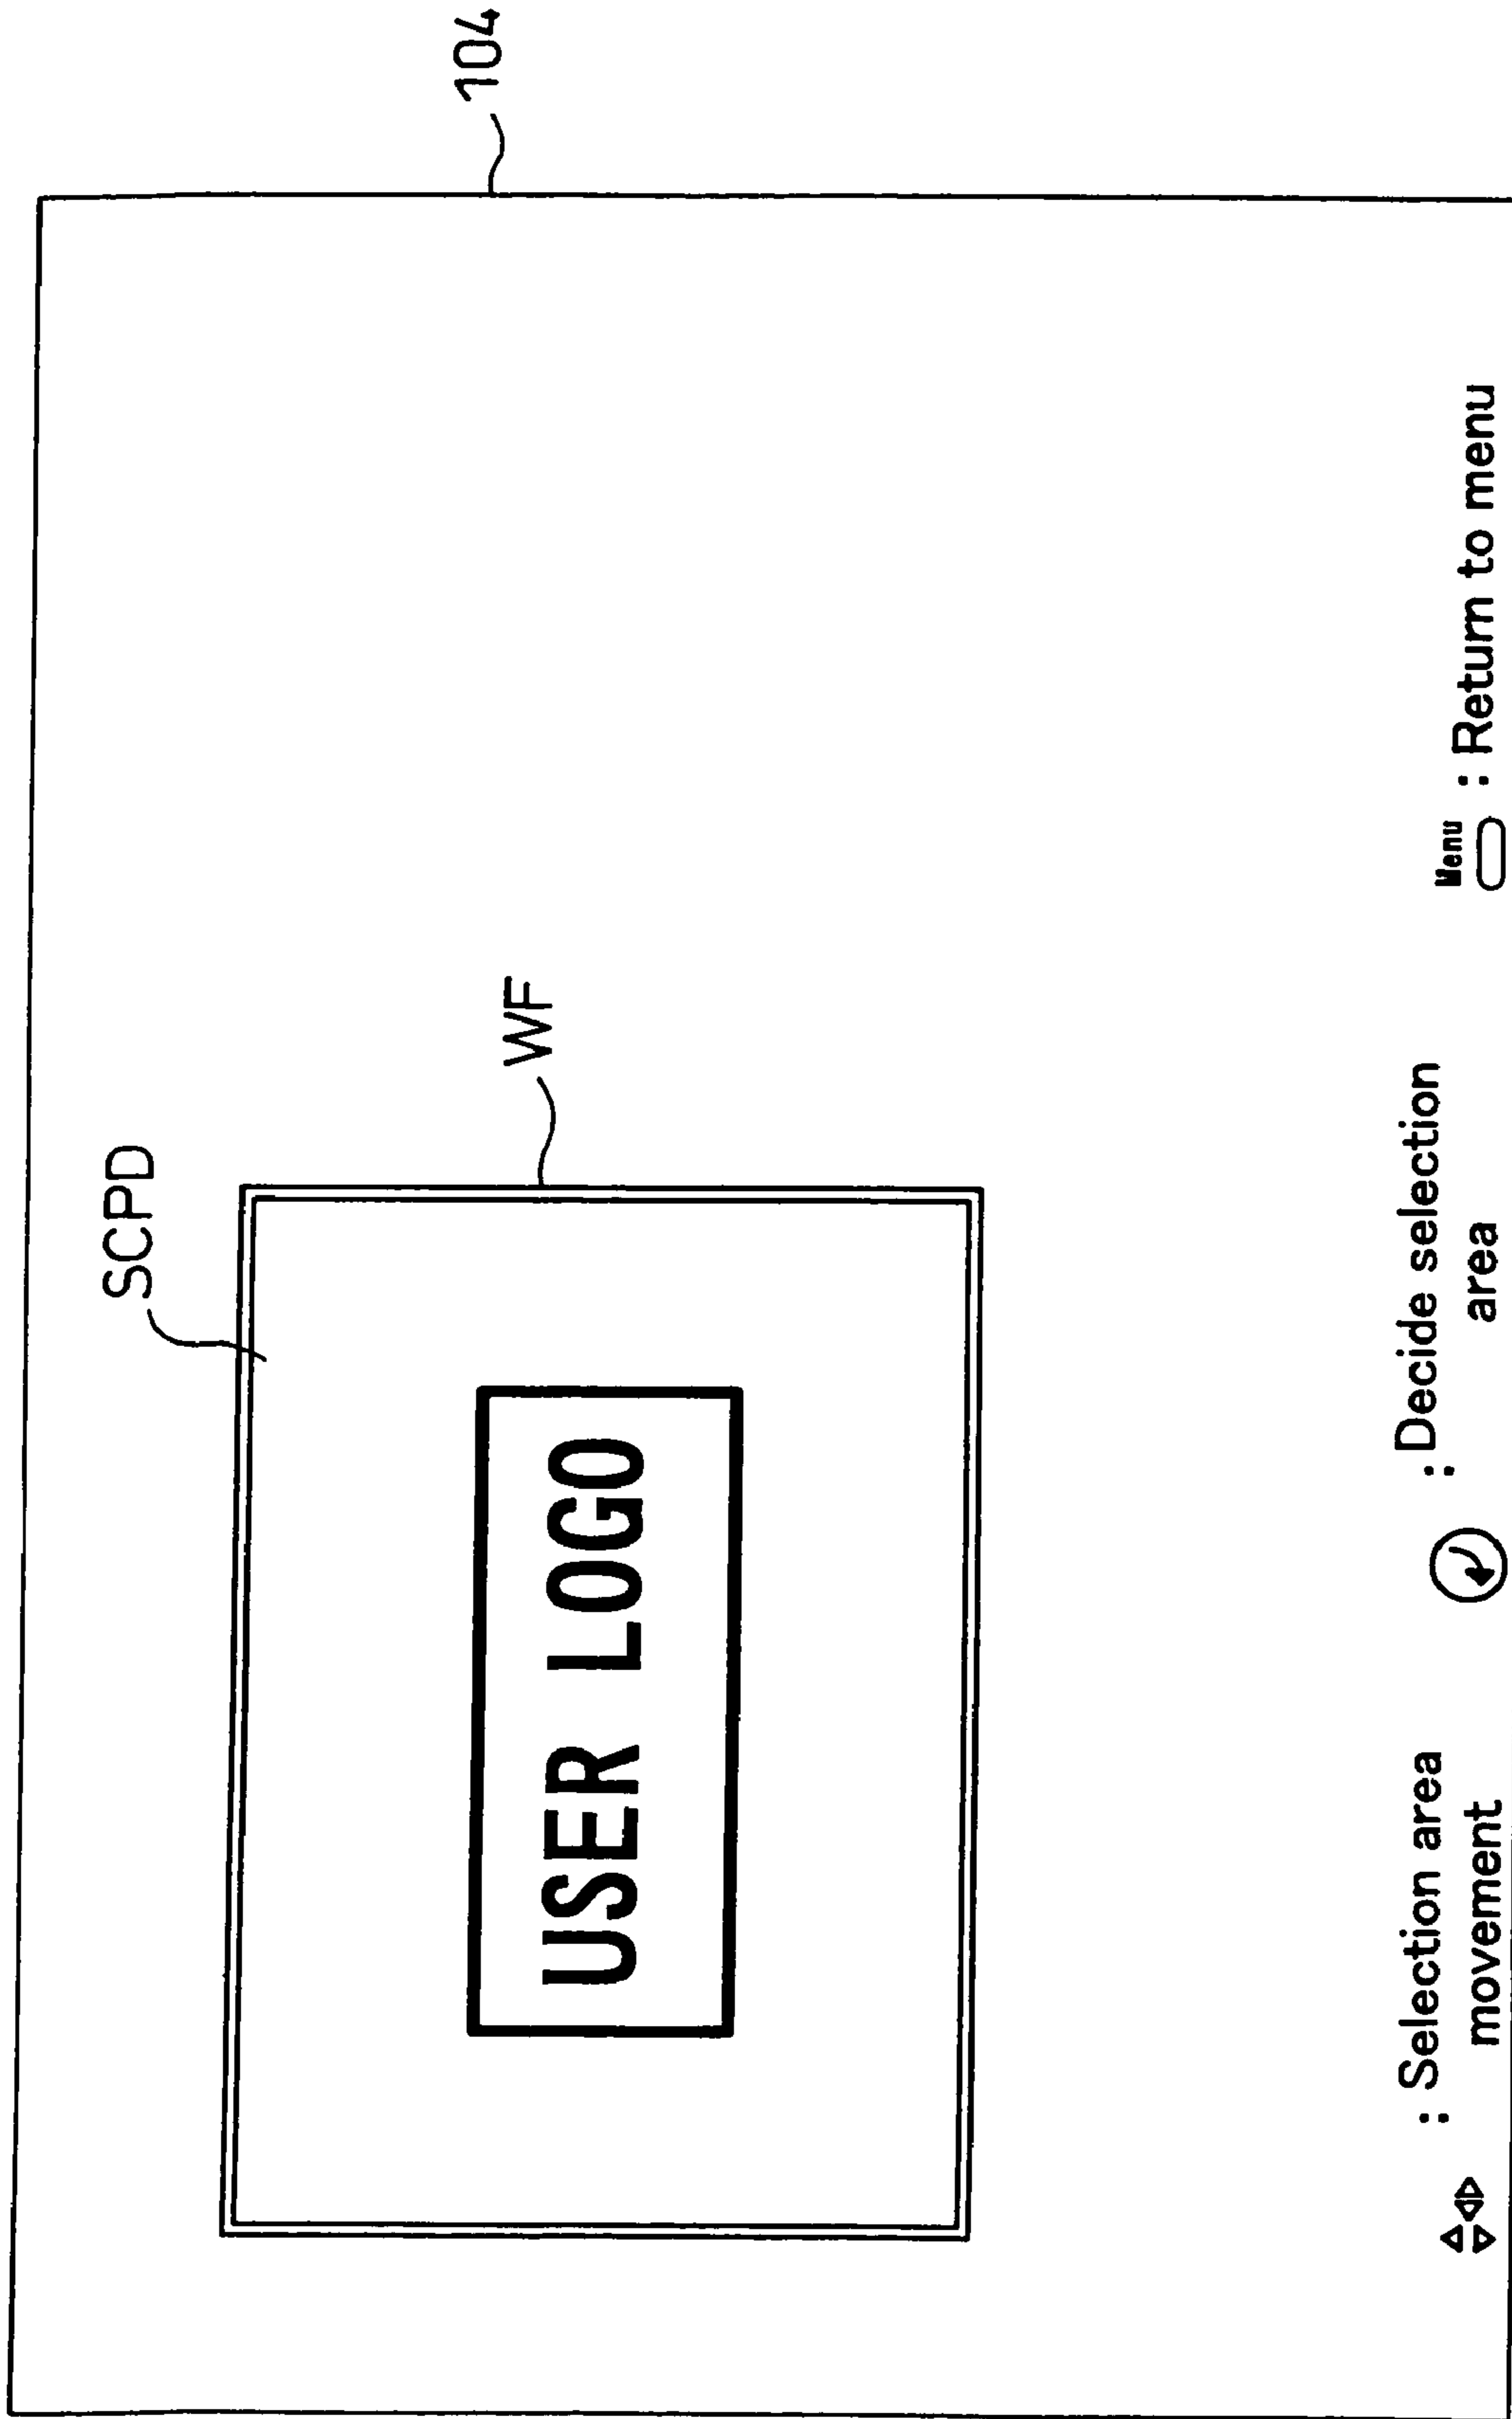 104
SCPD
WF
USER LOGO
: Selection area
movement
: Decide selection
area
Menu
: Return to menu